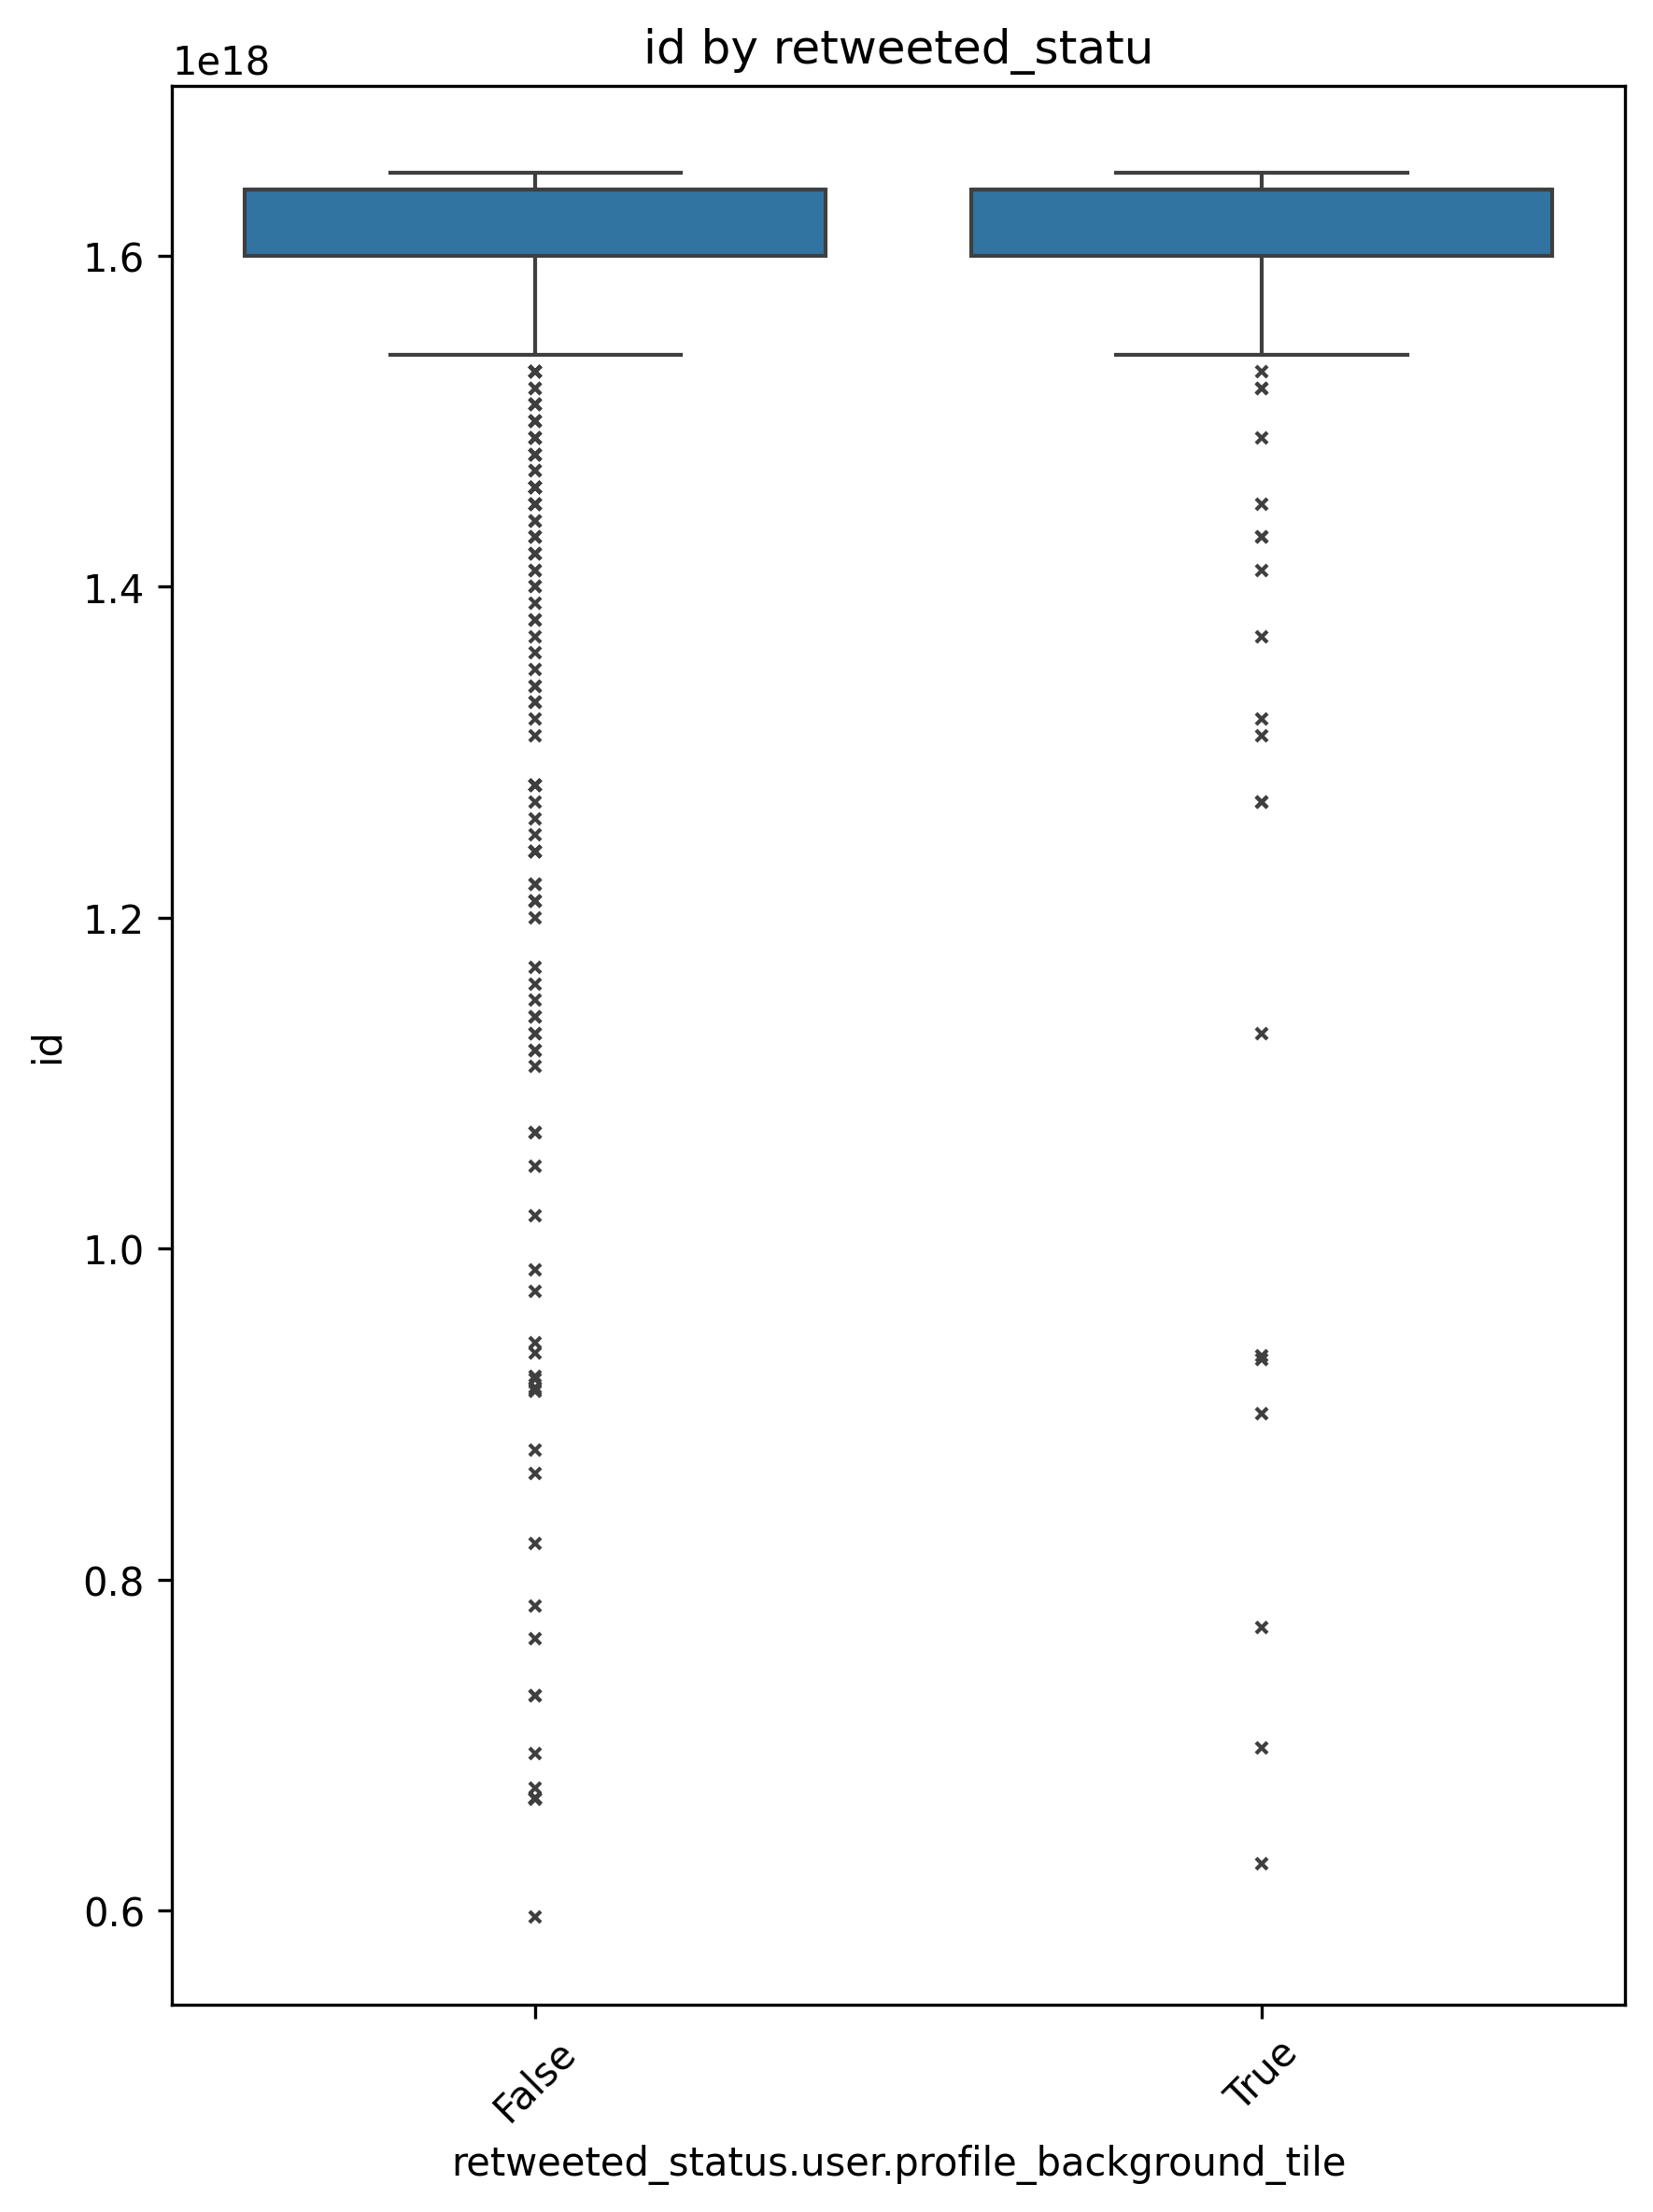 id by retweeted_statu
1e18
1.6
1.4
1.2
1.0
0.8
0.6
id
False
True
retweeted_status.user.profile_background_tile